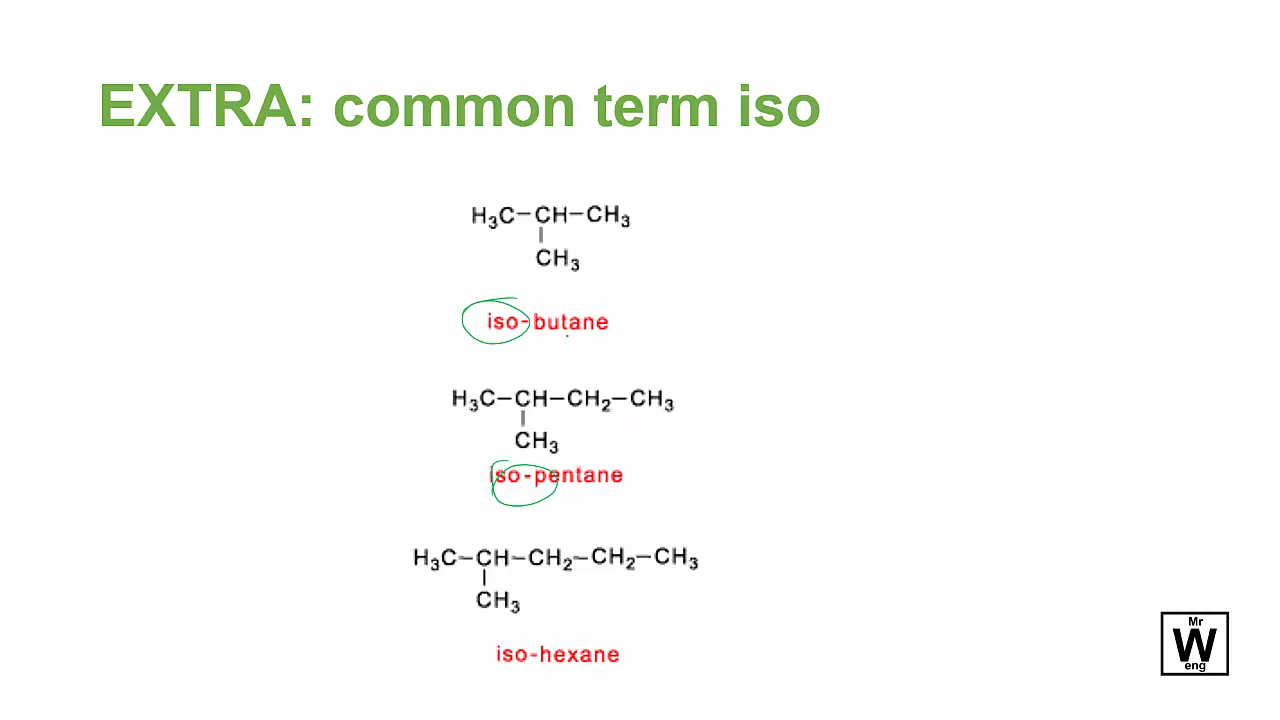 EXTRA: common term iso
H₃C–CH–CH₃
|
CH₃
iso-butane
H₃C–CH–CH₂–CH₃
|
CH₃
iso-pentane
H₃C–CH–CH₂–CH₂–CH₃
|
CH₃
iso-hexane
Mr
W
eng